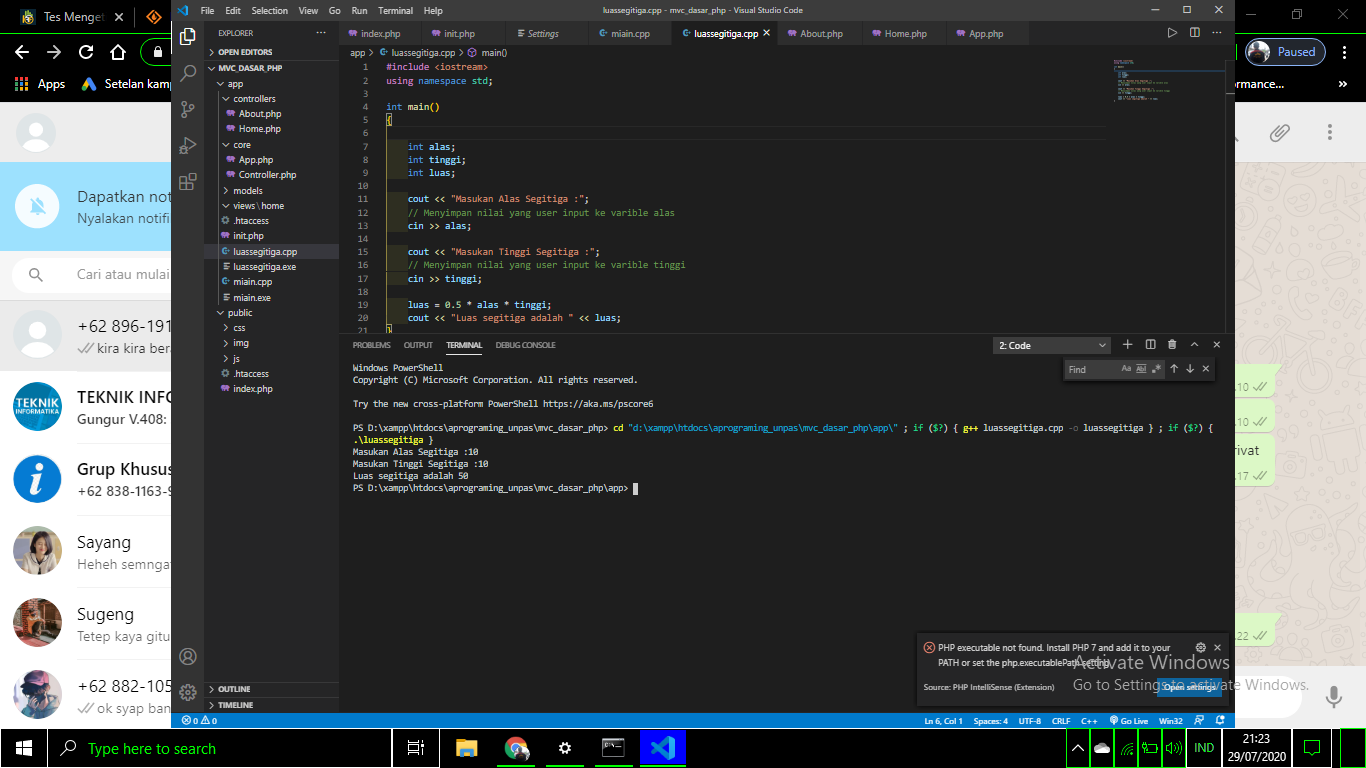 Tes Menget
Apps
Setelan kamp
Dapatkan not
Nyalakan notifi
Cari atau mulai
+62 896-191
kira kira bera
TEKNIK INFO
Gungur V.408:
Grup Khusus
+62 838-1163-9
Sayang
Heheh semnga
Sugeng
Tetep kaya gitu
+62 882-105
ok syap ban
File Edit Selection View Go Run Terminal Help
luassegitiga.cpp - mvc_dasar_php - Visual Studio Code
EXPLORER
OPEN EDITORS
MVC_DASAR_PHP
app
controllers
About.php
Home.php
core
App.php
Controller.php
models
views\home
.htaccess
init.php
luassegitiga.cpp
luassegitiga.exe
miain.cpp
miain.exe
public
css
img
js
.htaccess
index.php
OUTLINE
TIMELINE
index.php init.php Settings miain.cpp luassegitiga.cpp About.php Home.php App.php
app > luassegitiga.cpp > main()
1 #include <iostream>
2 using namespace std;
3
4 int main()
5 {
6
7 int alas;
8 int tinggi;
9 int luas;
10
11 cout << "Masukan Alas Segitiga :";
12 // Menyimpan nilai yang user input ke varible alas
13 cin >> alas;
14
15 cout << "Masukan Tinggi Segitiga :";
16 // Menyimpan nilai yang user input ke varible tinggi
17 cin >> tinggi;
18
19 luas = 0.5 * alas * tinggi;
20 cout << "Luas segitiga adalah " << luas;
21 }
PROBLEMS OUTPUT TERMINAL DEBUG CONSOLE
2: Code
Find
Windows PowerShell
Copyright (C) Microsoft Corporation. All rights reserved.
Try the new cross-platform PowerShell https://aka.ms/pscore6
PS D:\xampp\htdocs\aprograming_unpas\mvc_dasar_php> cd "d:\xampp\htdocs\aprograming_unpas\mvc_dasar_php\app\" ; if ($?) { g++ luassegitiga.cpp -o luassegitiga } ; if ($?) {
.\luassegitiga }
Masukan Alas Segitiga :10
Masukan Tinggi Segitiga :10
Luas segitiga adalah 50
PS D:\xampp\htdocs\aprograming_unpas\mvc_dasar_php\app>
PHP executable not found. Install PHP 7 and add it to your
PATH or set the php.executablePath setting
Source: PHP IntelliSense (Extension)
Open settings
Activate Windows
Go to Settings to activate Windows.
0 0
Ln 6, Col 1 Spaces: 4 UTF-8 CRLF C++ Go Live Win32
Paused
rmance...
.10
.10
ivat
.17
.22
Type here to search
IND
21:23
29/07/2020